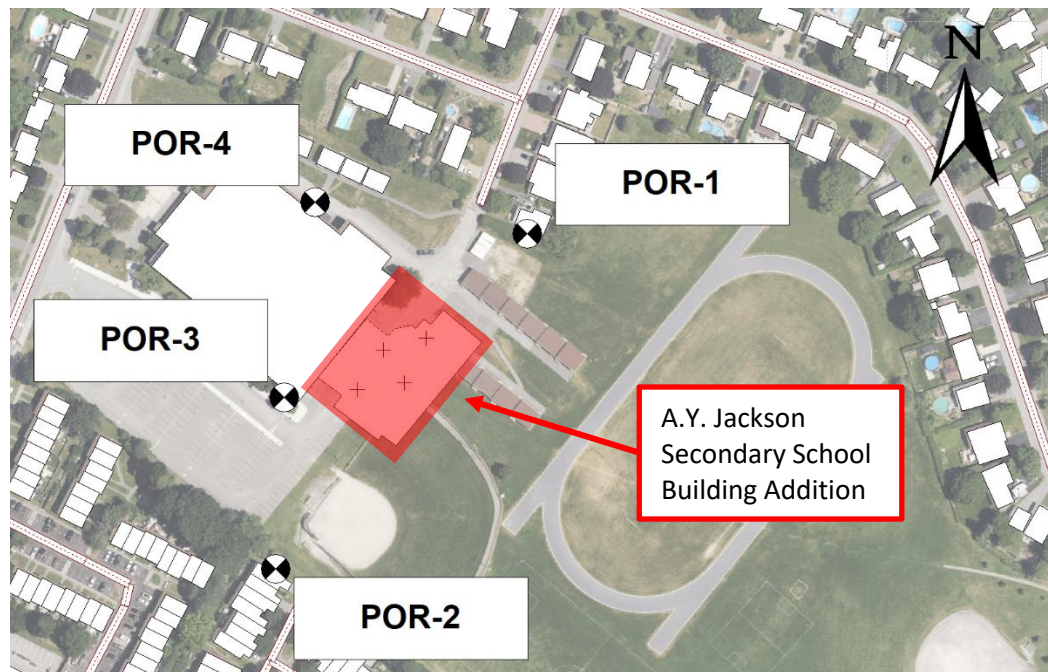 N
POR-4
POR-1
POR-3
A.Y. Jackson
Secondary School
Building Addition
POR-2